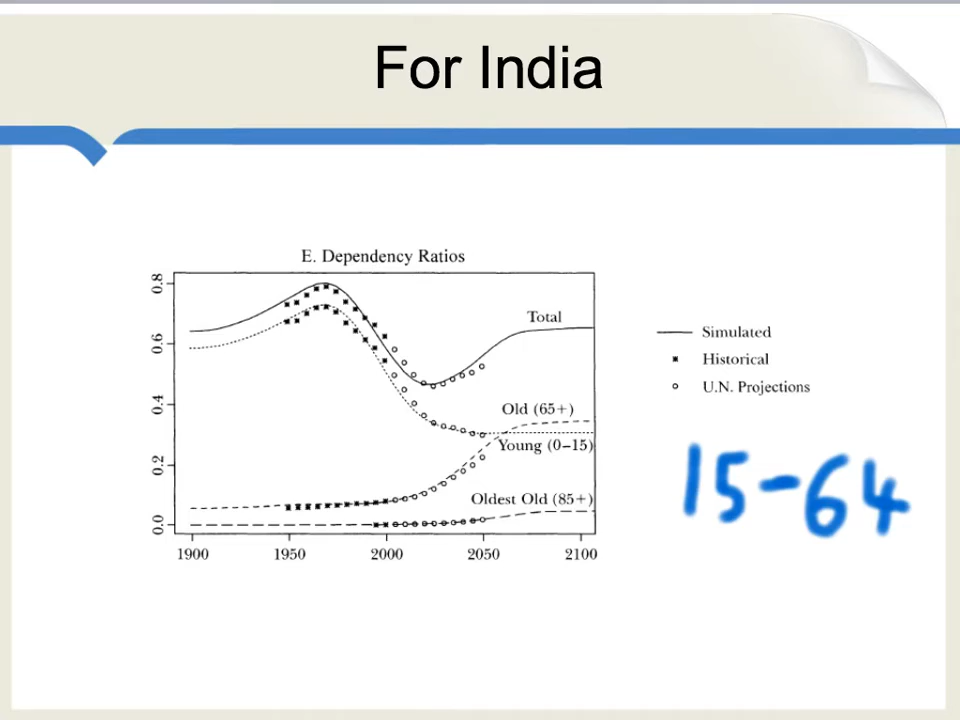 For India
E. Dependency Ratios
0.8
0.6
0.4
0.2
0.0
Total
Old (65+)
Young (0–15)
Oldest Old (85+)
1900 1950 2000 2050 2100
Simulated
Historical
U.N. Projections
15-64